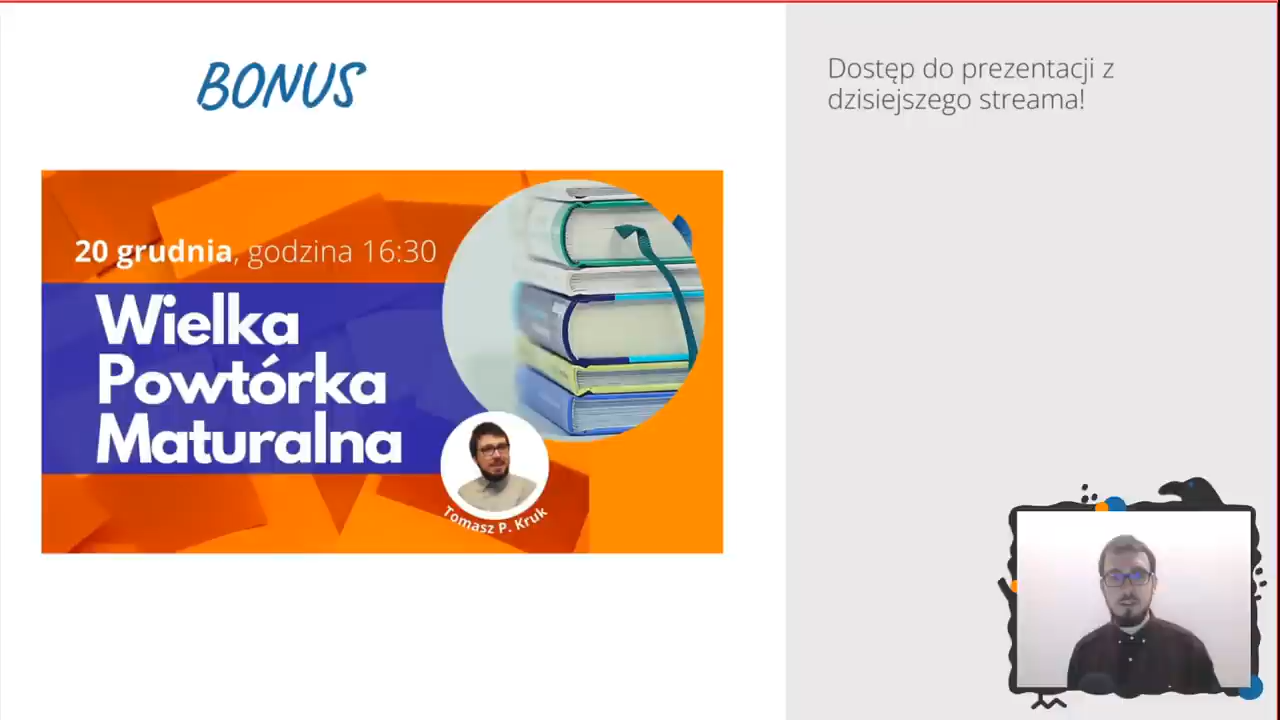 BONUS
20 grudnia, godzina 16:30
Wielka
Powtórka
Maturalna
Tomasz P. Kruk
Dostęp do prezentacji z
dzisiejszego streama!